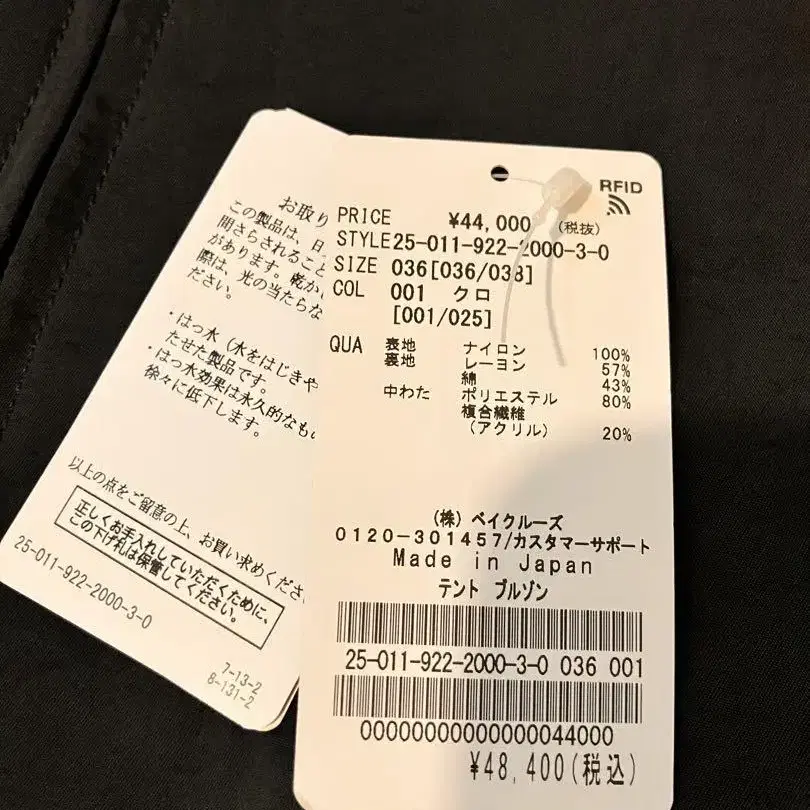 お取り
この製品は、日
間さらされること
があります。乾か
際は、光の当たらな
ださい。
・はっ水（水をはじきや
たせた製品です。
・はっ水効果は永久的なも
徐々に低下します。
以上の点をご留意の上、お買い求めくださ
正しくお手入れしていただくために、
この下げ札は保管してください。
25-011-922-2000-3-0
7-13-2
8-131-2
RFID
PRICE ¥44,000 (税抜)
STYLE 25-011-922-2000-3-0
SIZE 036[036/038]
COL 001 クロ
[001/025]
QUA 表地 ナイロン 100%
裏地 レーヨン 57%
綿 43%
中わた ポリエステル 80%
複合繊維
(アクリル) 20%
(株) ベイクルーズ
0120-301457/カスタマーサポート
Made in Japan
テント ブルゾン
25-011-922-2000-3-0 036 001
00000000000000044000
¥48,400(税込)